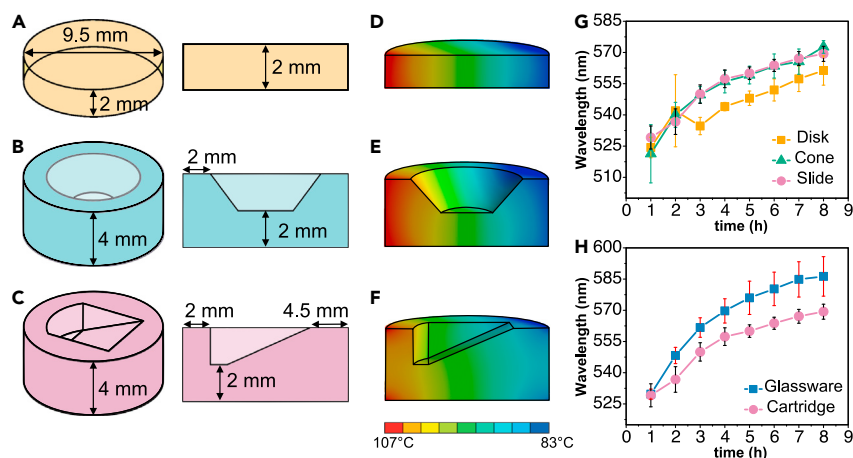 A
9.5 mm
2 mm
2 mm
B
4 mm
2 mm
2 mm
C
4 mm
2 mm
4.5 mm
2 mm
D
E
F
107°C
83°C
G
Wavelength (nm)
585
570
555
540
525
510
0 1 2 3 4 5 6 7 8 9
time (h)
Disk
Cone
Slide
H
Wavelength (nm)
600
585
570
555
540
525
0 1 2 3 4 5 6 7 8 9
time (h)
Glassware
Cartridge